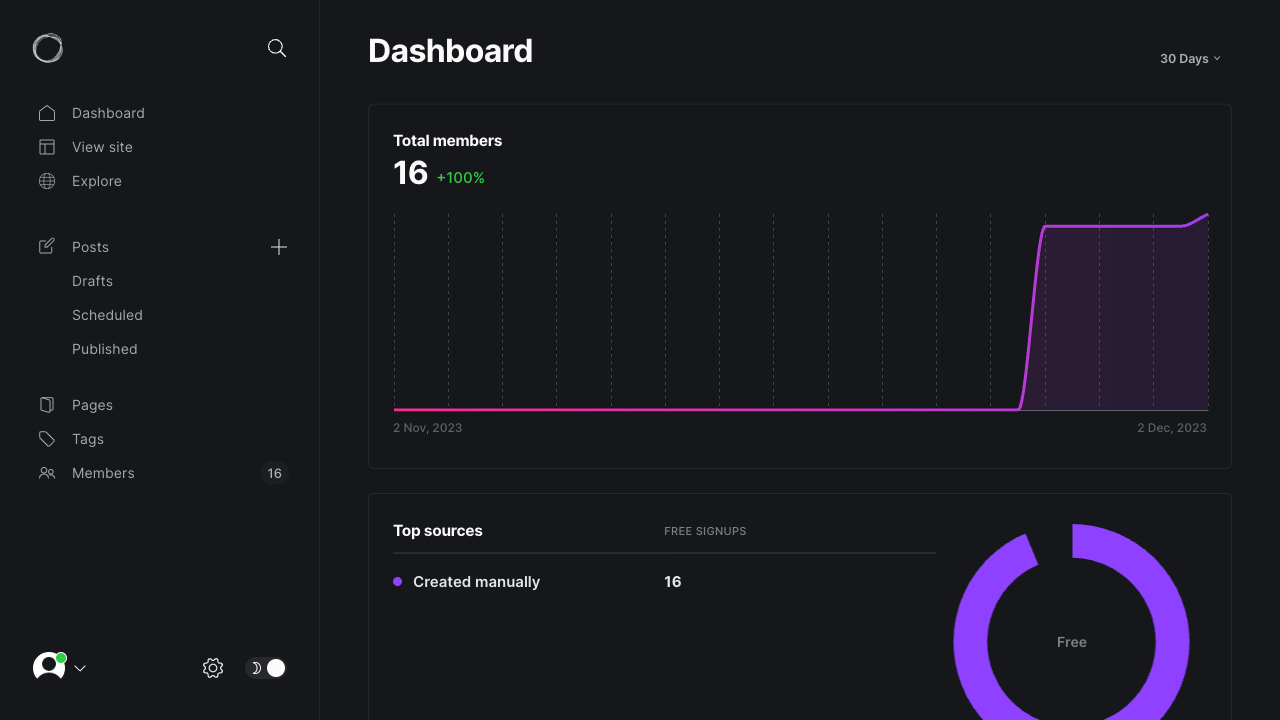 Dashboard
30 Days
Dashboard
View site
Explore
Posts
Drafts
Scheduled
Published
Pages
Tags
Members 16
Total members
16 +100%
2 Nov, 2023 2 Dec, 2023
Top sources FREE SIGNUPS
Created manually 16
Free